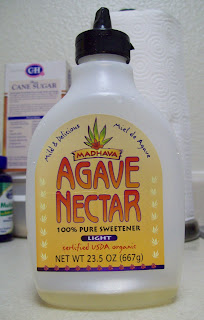 C&H
CANE SUGAR
Mild & Delicious
Miel de Agave
MADHAVA
AGAVE
NECTAR
100% PURE SWEETENER
LIGHT
certified USDA organic
NET WT 23.5 OZ (667g)